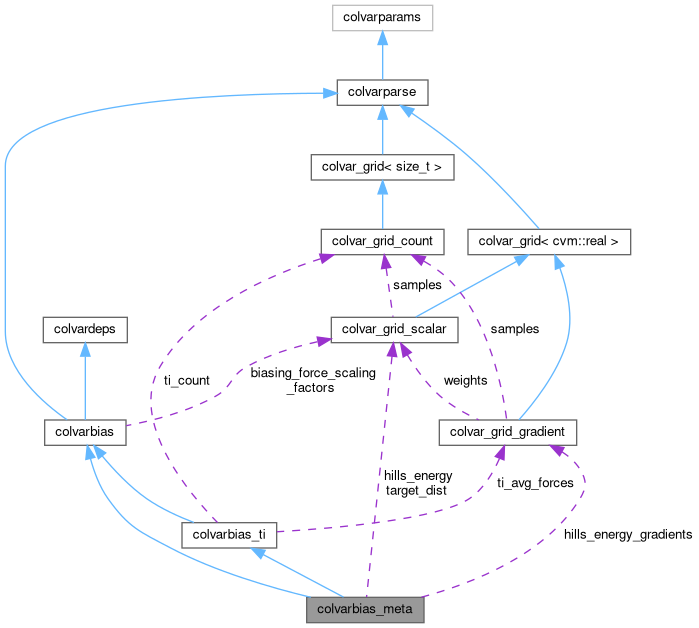 colvarparams
colvarparse
colvar_grid< size_t >
colvar_grid_count
colvar_grid< cvm::real >
samples
colvardeps
colvar_grid_scalar
samples
ti_count
biasing_force_scaling
_factors
weights
colvarbias
colvar_grid_gradient
hills_energy
target_dist
ti_avg_forces
colvarbias_ti
hills_energy_gradients
colvarbias_meta